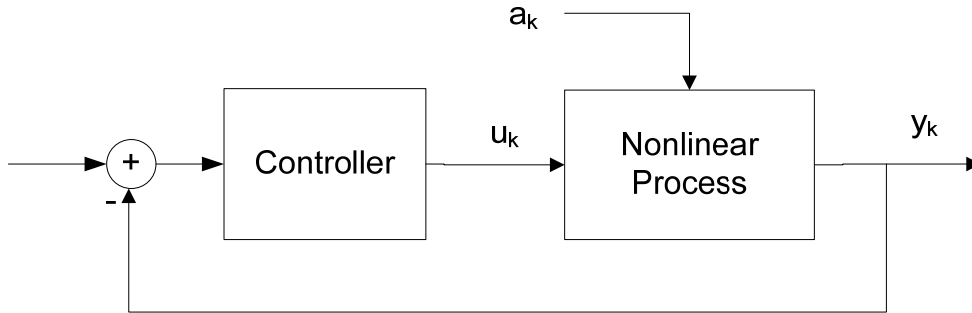 a_k
+
-
Controller
u_k
Nonlinear
Process
y_k